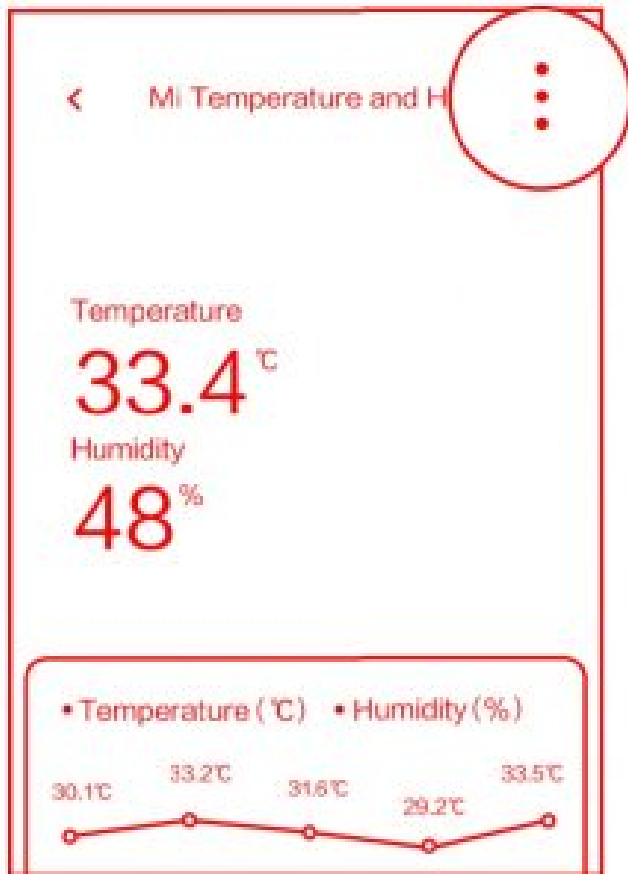 Mi Temperature and H
Temperature
33.4 ℃
Humidity
48%
•Temperature(℃) •Humidity(%)
30.1℃ 33.2℃ 31.6℃ 29.2℃ 33.5℃